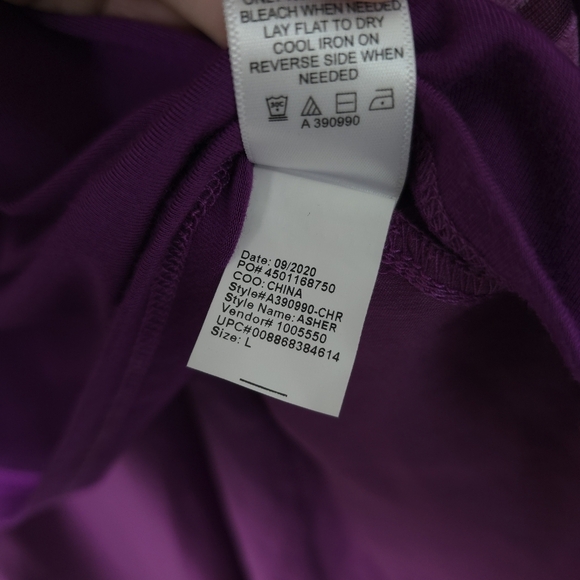 BLEACH WHEN NEEDED
LAY FLAT TO DRY
COOL IRON ON
REVERSE SIDE WHEN
NEEDED
A 390990
Date: 09/2020
PO# 4501168750
COO: CHINA
Style#A390990-CHR
Style Name: ASHER
Vendor# 1005550
UPC#008868384614
Size: L